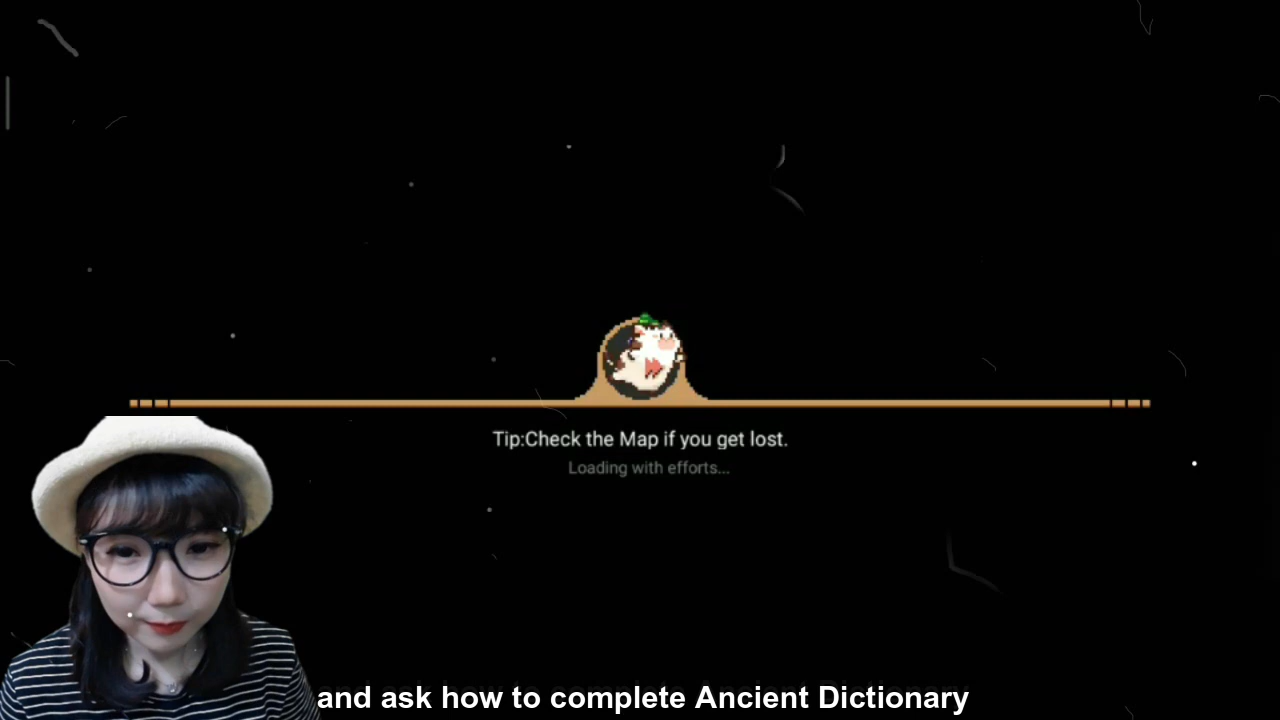 Tip:Check the Map if you get lost.
Loading with efforts...
and ask how to complete Ancient Dictionary